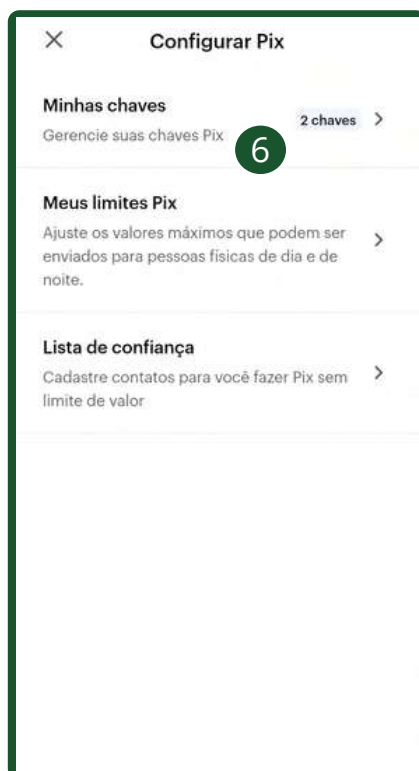 Configurar Pix
Minhas chaves
2 chaves
Gerencie suas chaves Pix
6
Meus limites Pix
Ajuste os valores máximos que podem ser
enviados para pessoas físicas de dia e de
noite.
Lista de confiança
Cadastre contatos para você fazer Pix sem
limite de valor